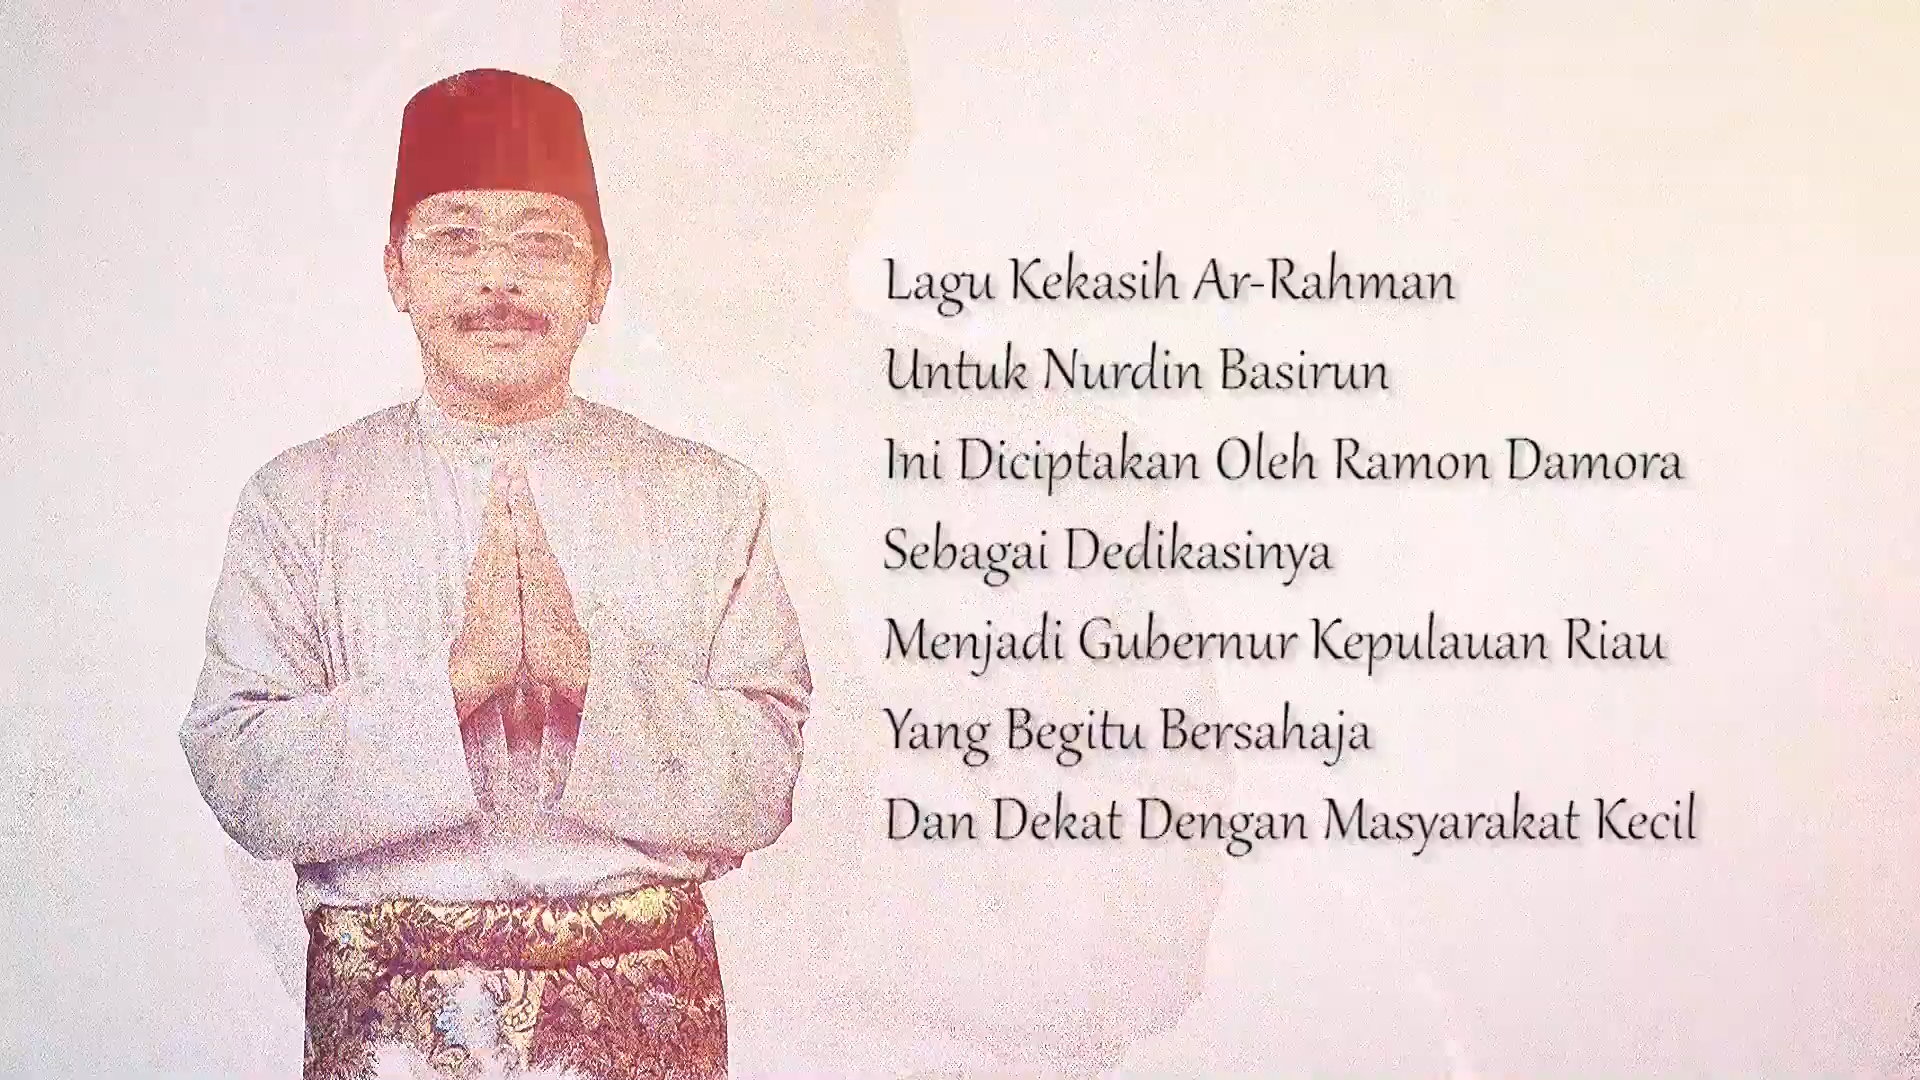 Lagu Kekasih Ar-Rahman
Untuk Nurdin Basirun
Ini Diciptakan Oleh Ramon Damora
Sebagai Dedikasinya
Menjadi Gubernur Kepulauan Riau
Yang Begitu Bersahaja
Dan Dekat Dengan Masyarakat Kecil